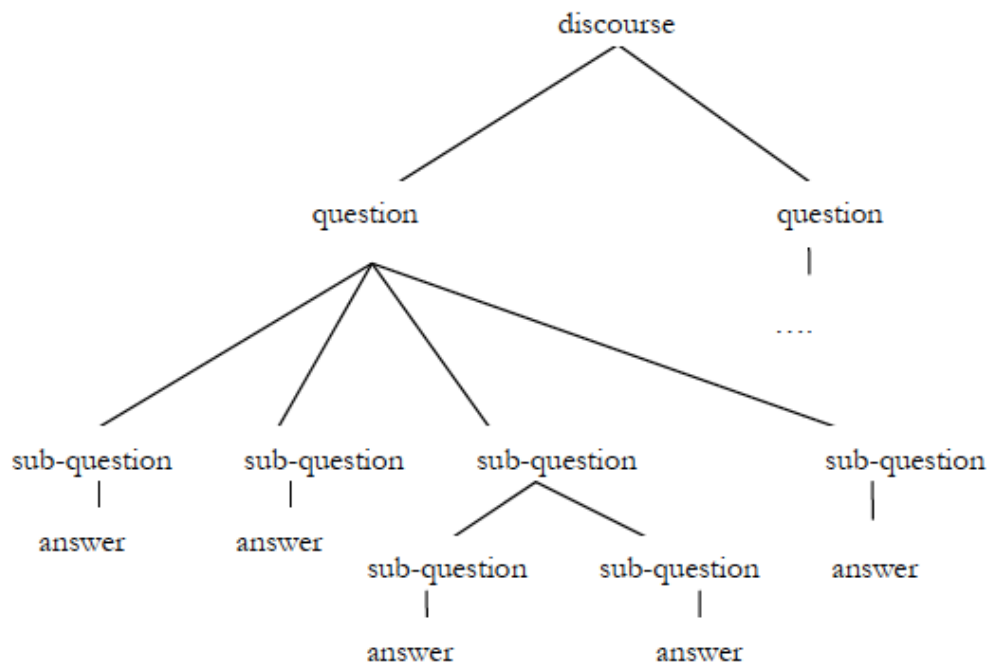 discourse
question question
....
sub-question sub-question sub-question sub-question
answer answer
sub-question sub-question answer
answer answer